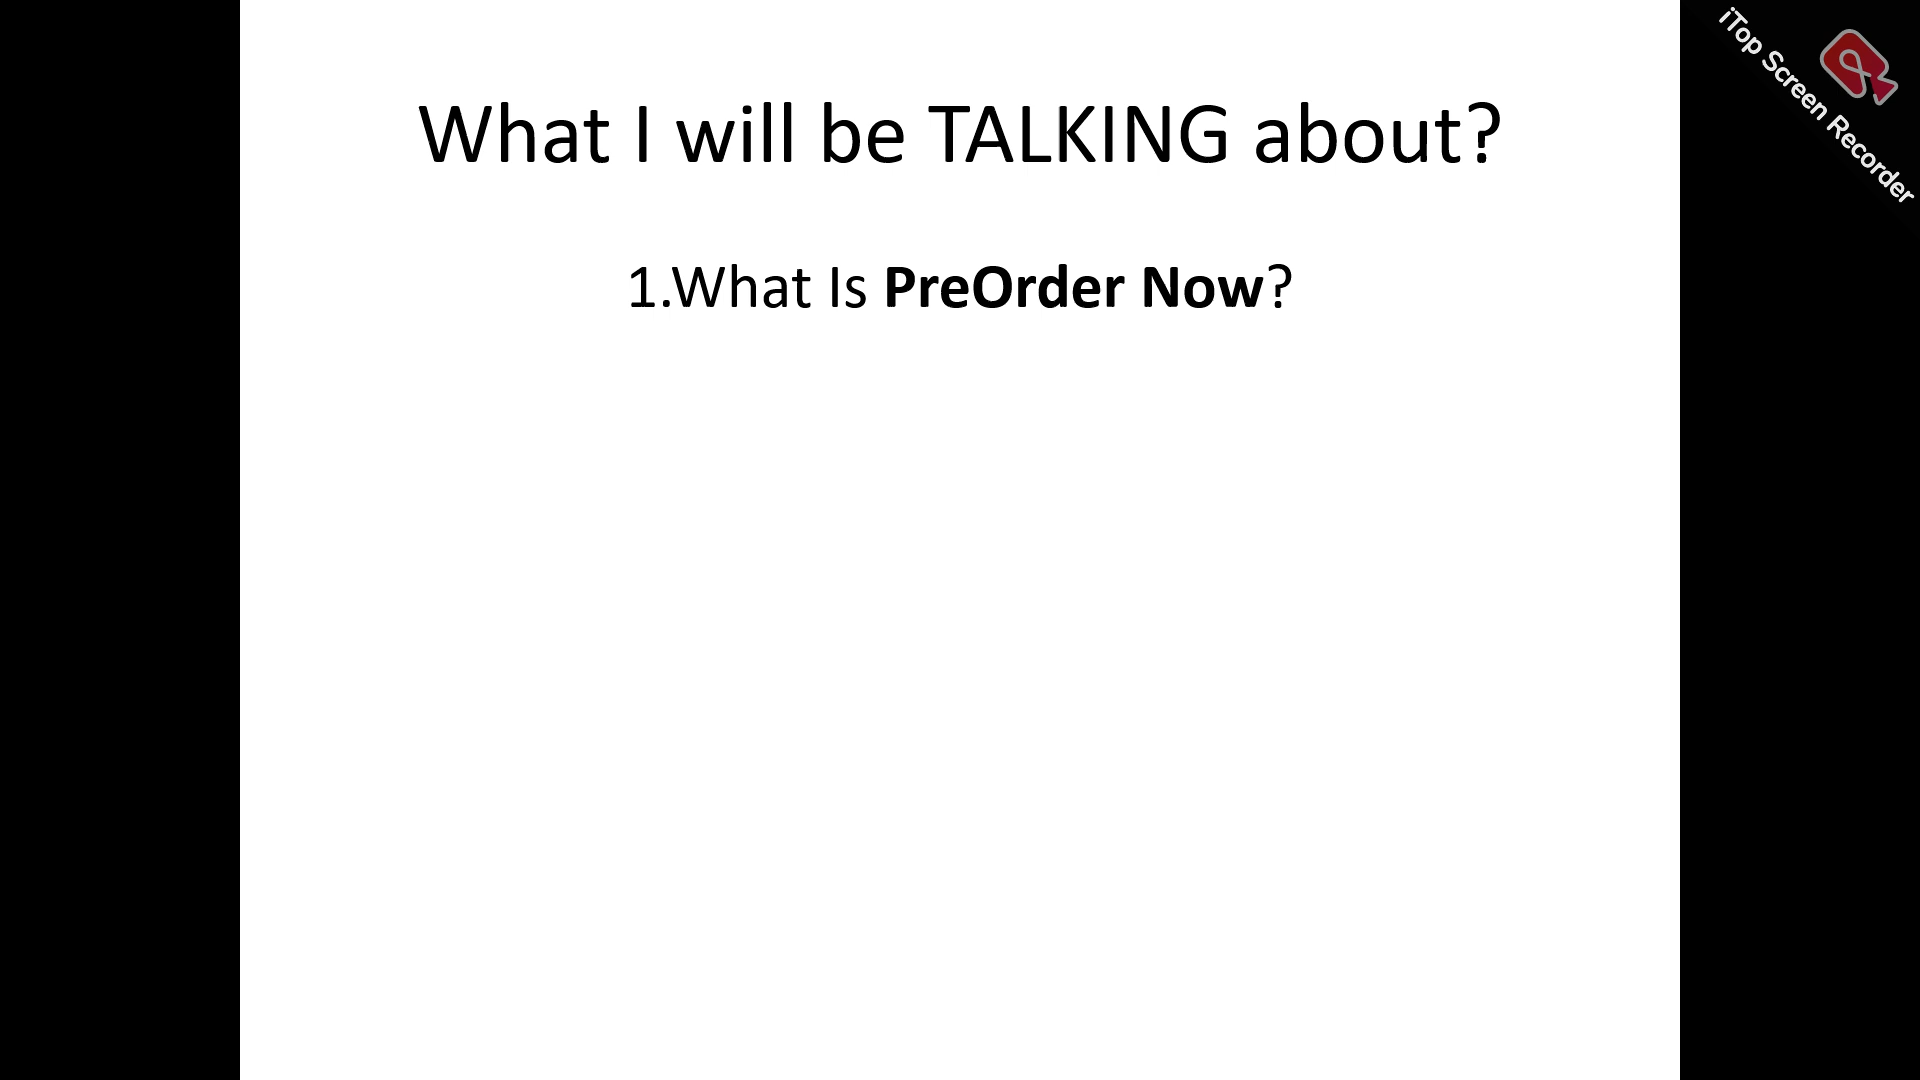 What I will be TALKING about?
1.What Is PreOrder Now?
iTop Screen Recorder